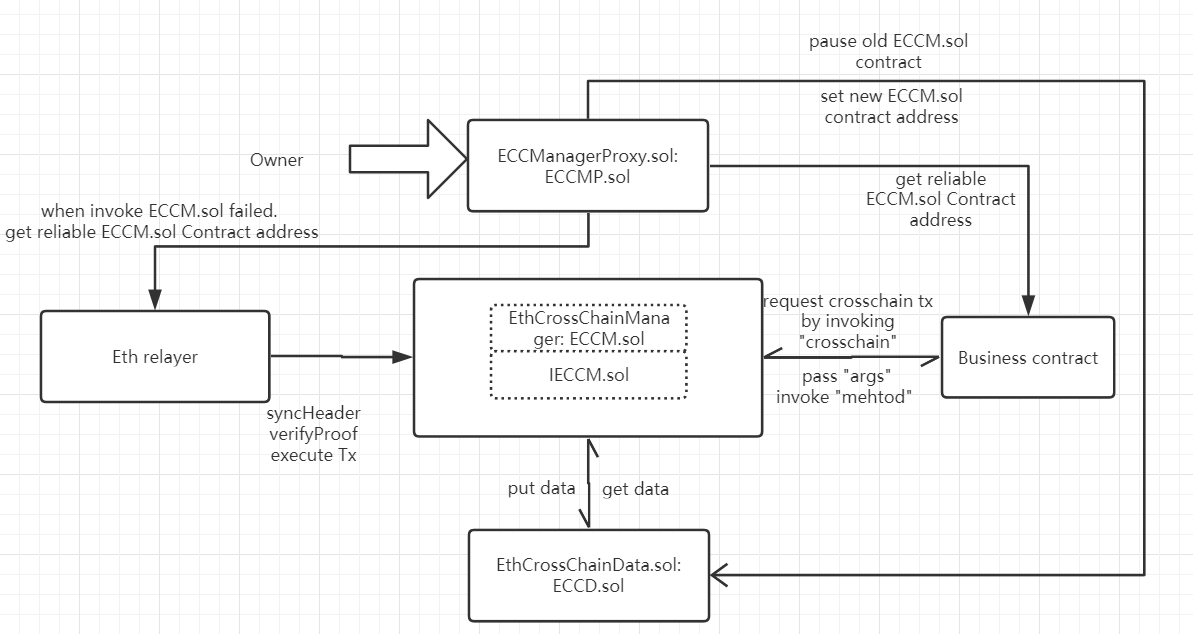 pause old ECCM.sol
contract
set new ECCM.sol
contract address
Owner
ECCManagerProxy.sol:
ECCMP.sol
get reliable
ECCM.sol Contract
address
when invoke ECCM.sol failed.
get reliable ECCM.sol Contract address
Eth relayer
EthCrossChainMana
ger: ECCM.sol
IECCM.sol
request crosschain tx
by invoking
"crosschain"
pass "args"
invoke "mehtod"
Business contract
syncHeader
verifyProof
execute Tx
put data
get data
EthCrossChainData.sol:
ECCD.sol